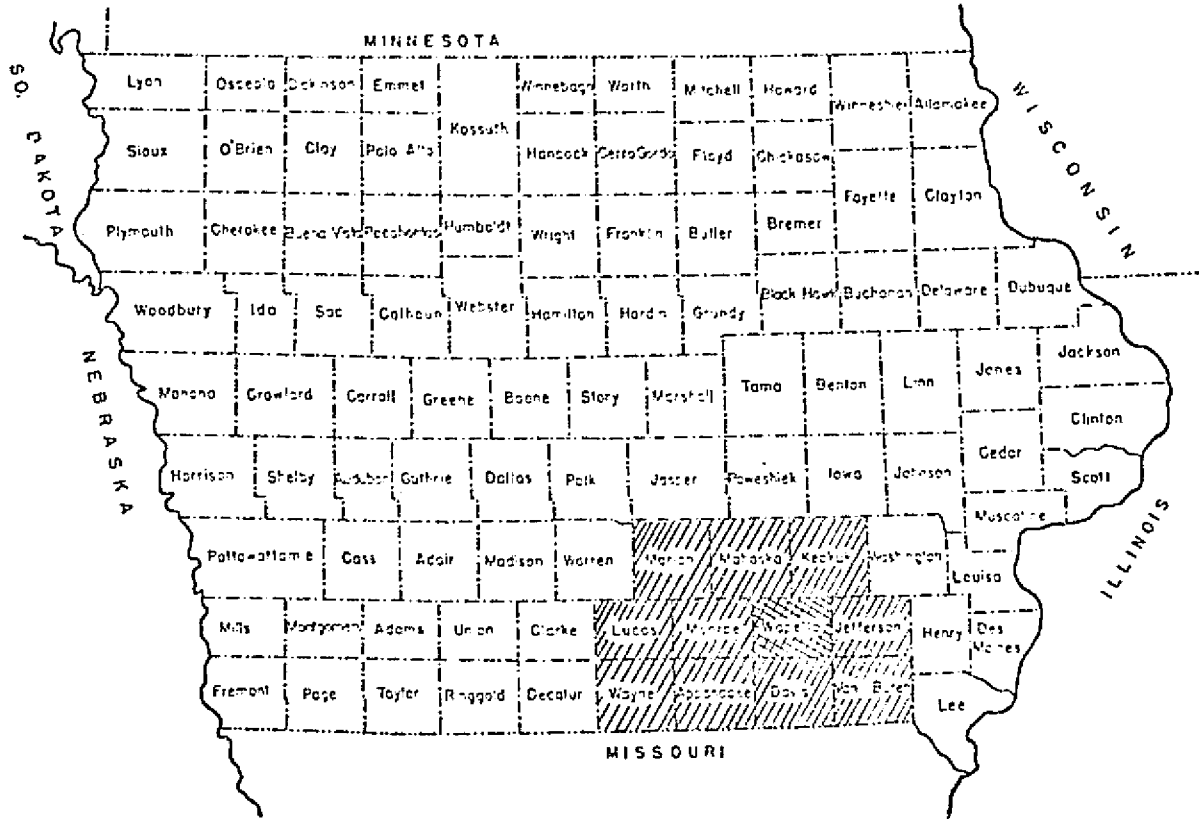 MINNESOTA
SO. DAKOTA
WISCONSIN
NEBRASKA
ILLINOIS
MISSOURI
Lyon Osceola Dickinson Emmet Winnebago Worth Mitchell Howard Winneshiek Allamakee
Kossuth
Sioux O'Brien Clay Palo Alto Hancock Cerro Gordo Floyd Chickasaw
Fayette Clayton
Plymouth Cherokee Buena Vista Pocahontas Humboldt Wright Franklin Butler Bremer
Woodbury Ida Sac Calhoun Webster Hamilton Hardin Grundy Black Hawk Buchanan Delaware Dubuque
Monona Crawford Carroll Greene Boone Story Marshall Tama Benton Linn Jones Jackson
Clinton
Harrison Shelby Audubon Guthrie Dallas Polk Jasper Poweshiek Iowa Johnson Cedar Scott
Muscatine
Pottawattamie Cass Adair Madison Warren Marion Mahaska Keokuk Washington
Louisa
Mills Montgomery Adams Union Clarke Lucas Monroe Wapello Jefferson Henry Des Moines
Fremont Page Taylor Ringgold Decatur Wayne Appanoose Davis Van Buren Lee